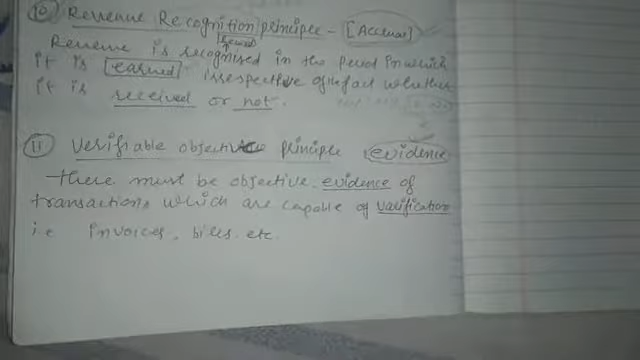 10 Revenue Recognition principle - [Accrual]
Revenue is recognised in the period in which
it is earned irrespective of the fact whether
it is received or not.
11 Verifiable objective principle (evidence)
There must be objective evidence of
transactions which are capable of varification
i.e invoices, bills etc.